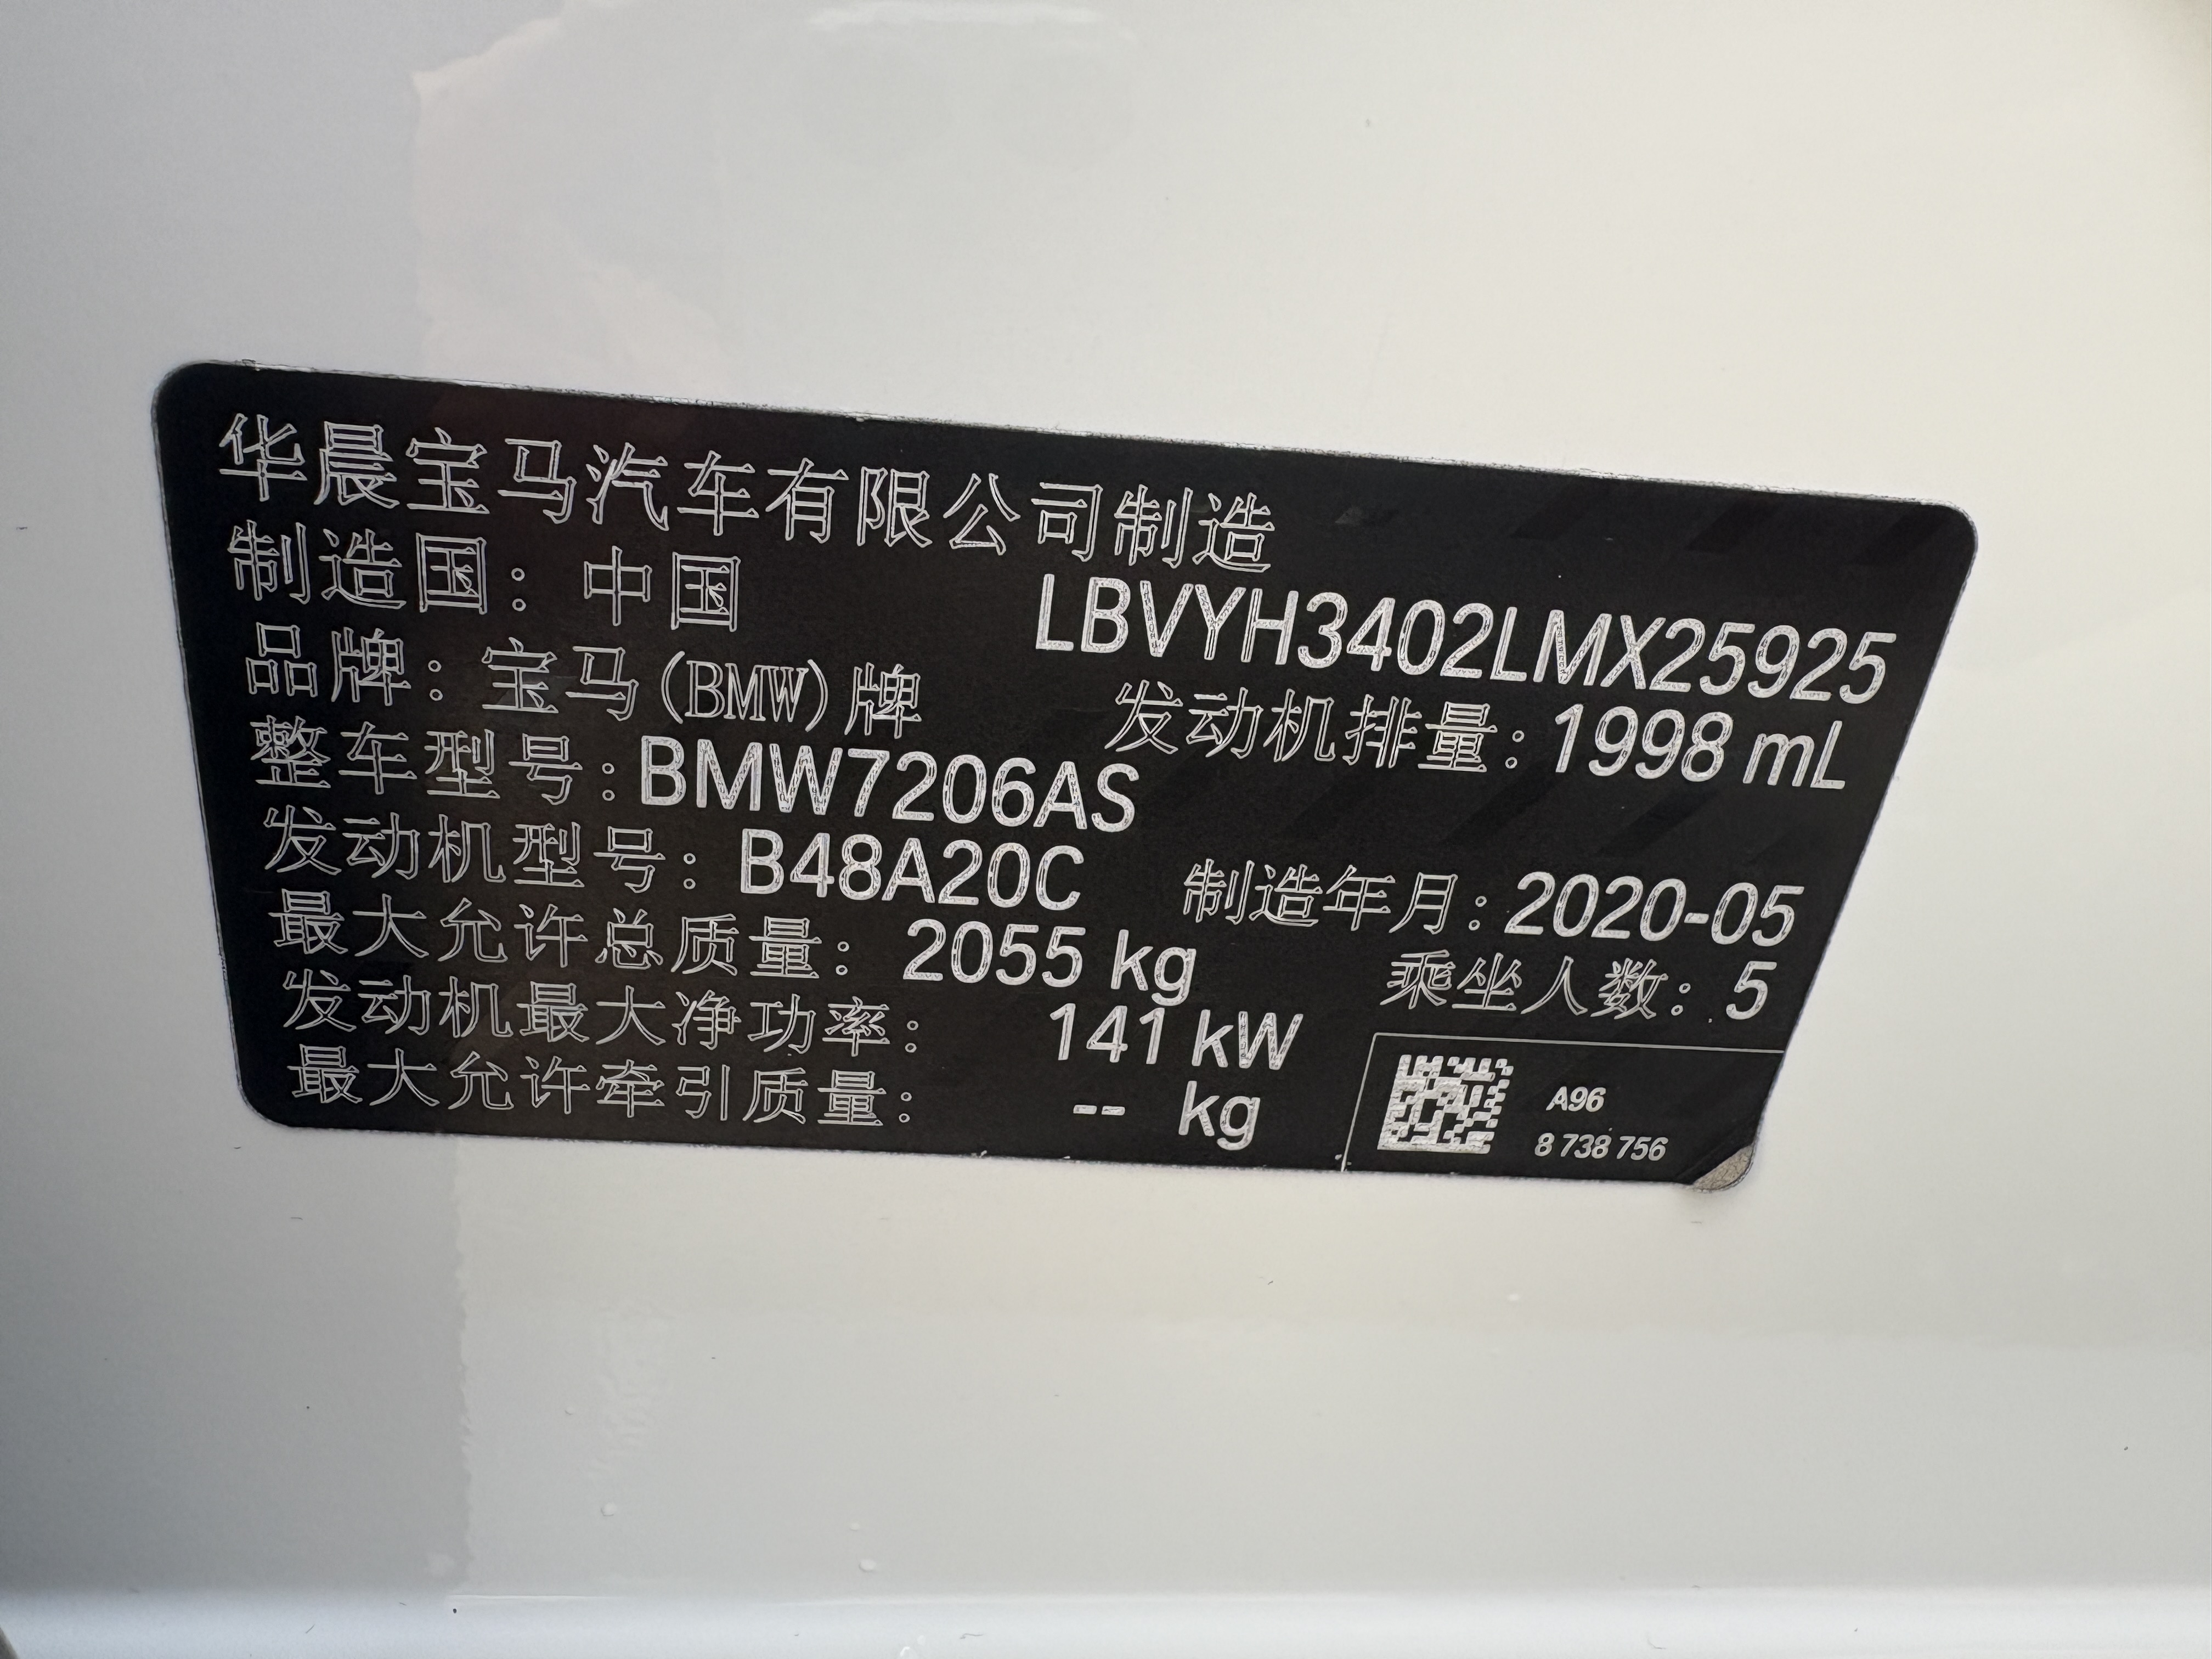 华晨宝马汽车有限公司制造
制造国：中国
LBVYH3402LMX25925
品牌：宝马(BMW)牌
发动机排量：1998 mL
整车型号：BMW7206AS
发动机型号：B48A20C
制造年月：2020-05
最大允许总质量：2055 kg
乘坐人数：5
发动机最大净功率：141 kW
最大允许牵引质量：-- kg
A96
8 738 756